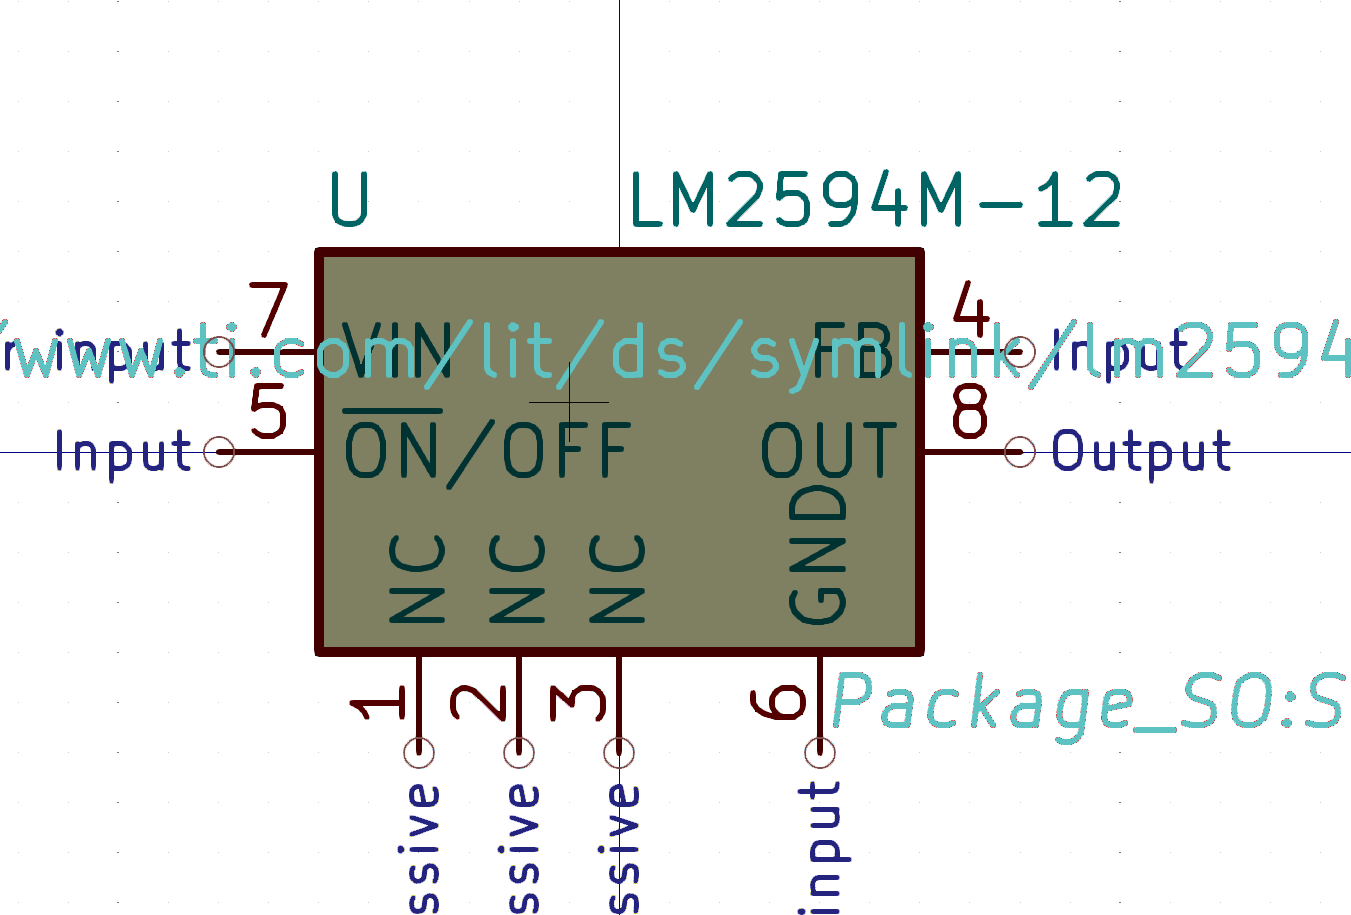 U LM2594M-12
7 4
r input VIN FB Input
/www.ti.com/lit/ds/symlink/lm2594
5 8
Input ON/OFF OUT Output
NC NC NC GND
1 2 3 6
Package_SO:S
ssive ssive ssive input